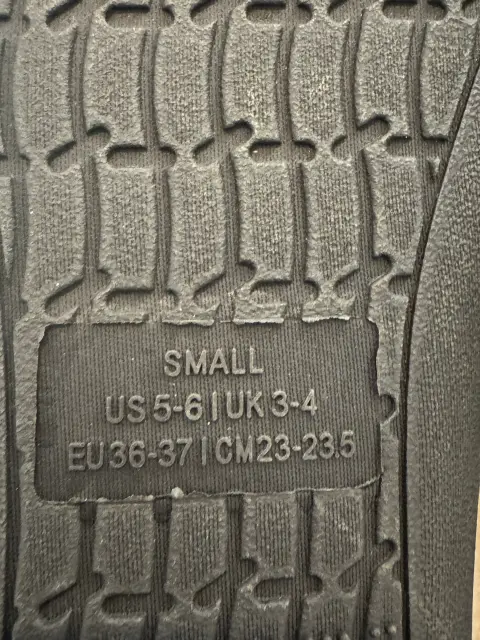 SMALL
US 5-6 | UK 3-4
EU 36-37 | CM 23-23.5